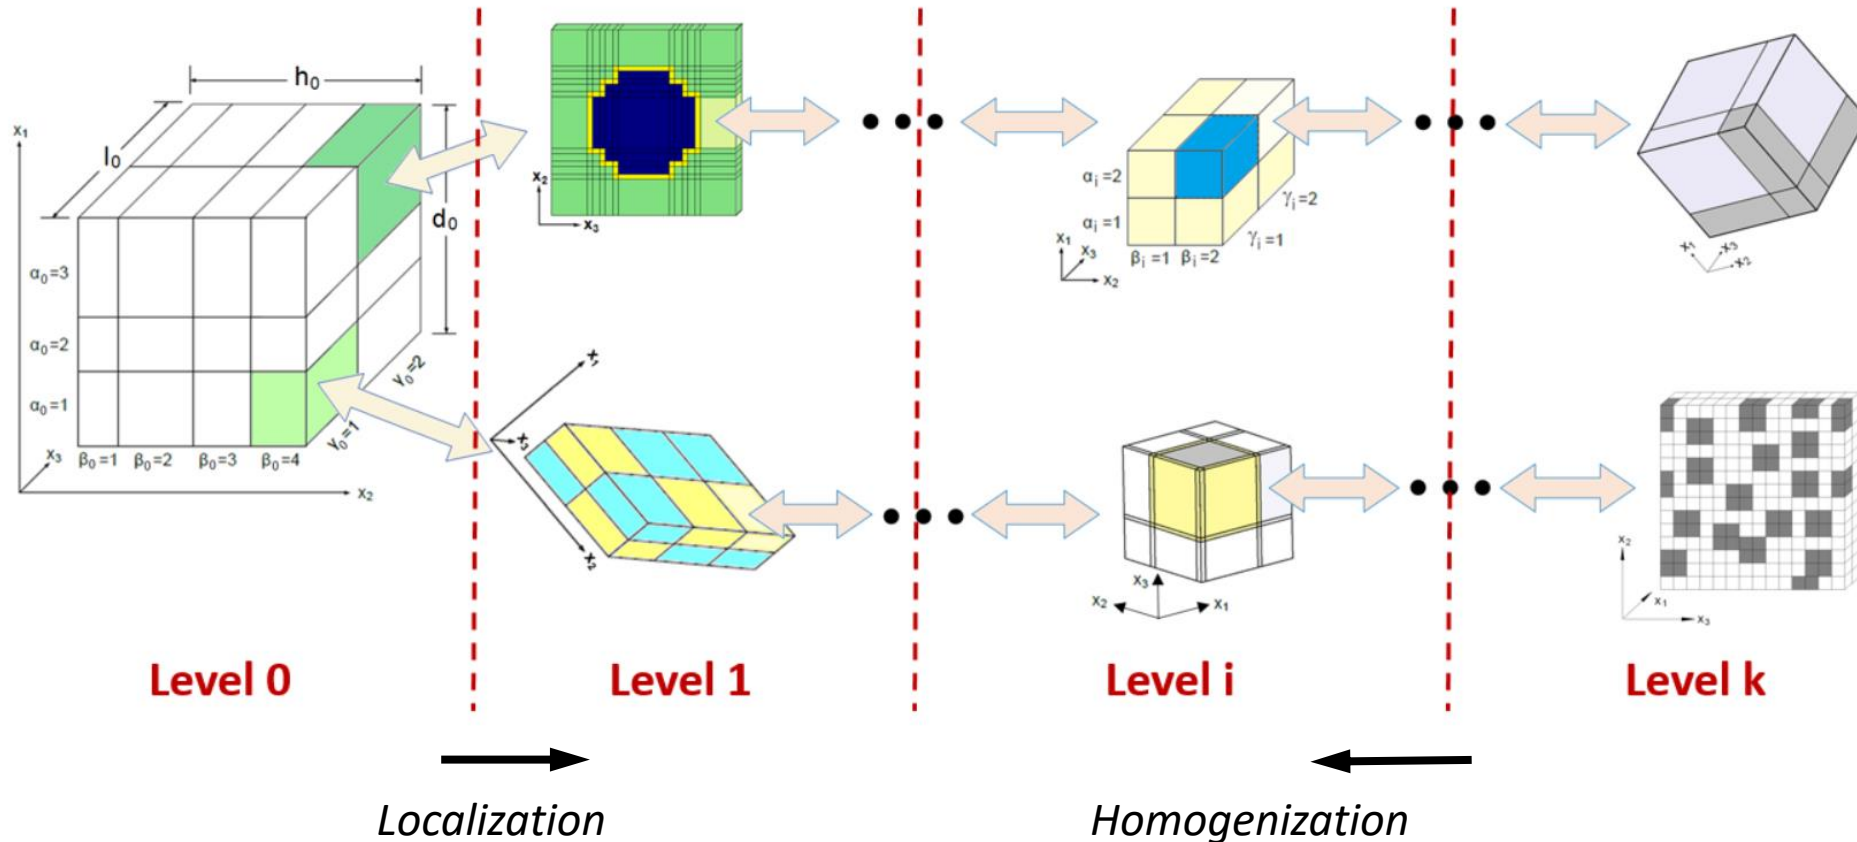 h₀
l₀
d₀
x₁
α₀=3
α₀=2
α₀=1
x₃
β₀=1 β₀=2 β₀=3 β₀=4
γ₀=1
γ₀=2
x₂
x₂
x₃
x₁
x₃
x₂
αᵢ=2
αᵢ=1
γᵢ=2
γᵢ=1
βᵢ=1 βᵢ=2
x₁
x₃
x₂
x₃
x₂
x₁
x₁
x₃
x₂
x₂
x₁
x₃
Level 0
Level 1
Level i
Level k
Localization
Homogenization